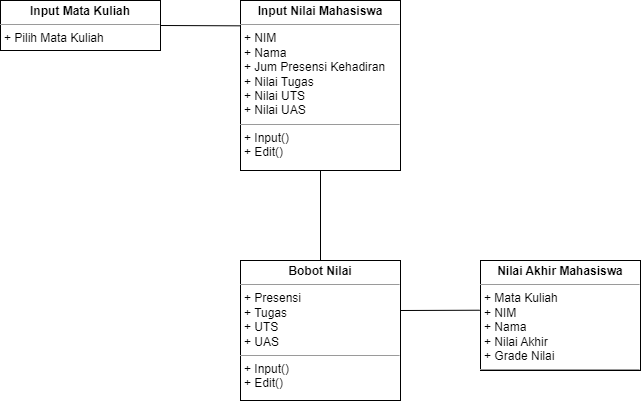 Input Mata Kuliah
+ Pilih Mata Kuliah
Input Nilai Mahasiswa
+ NIM
+ Nama
+ Jum Presensi Kehadiran
+ Nilai Tugas
+ Nilai UTS
+ Nilai UAS
+ Input()
+ Edit()
Bobot Nilai
+ Presensi
+ Tugas
+ UTS
+ UAS
+ Input()
+ Edit()
Nilai Akhir Mahasiswa
+ Mata Kuliah
+ NIM
+ Nama
+ Nilai Akhir
+ Grade Nilai